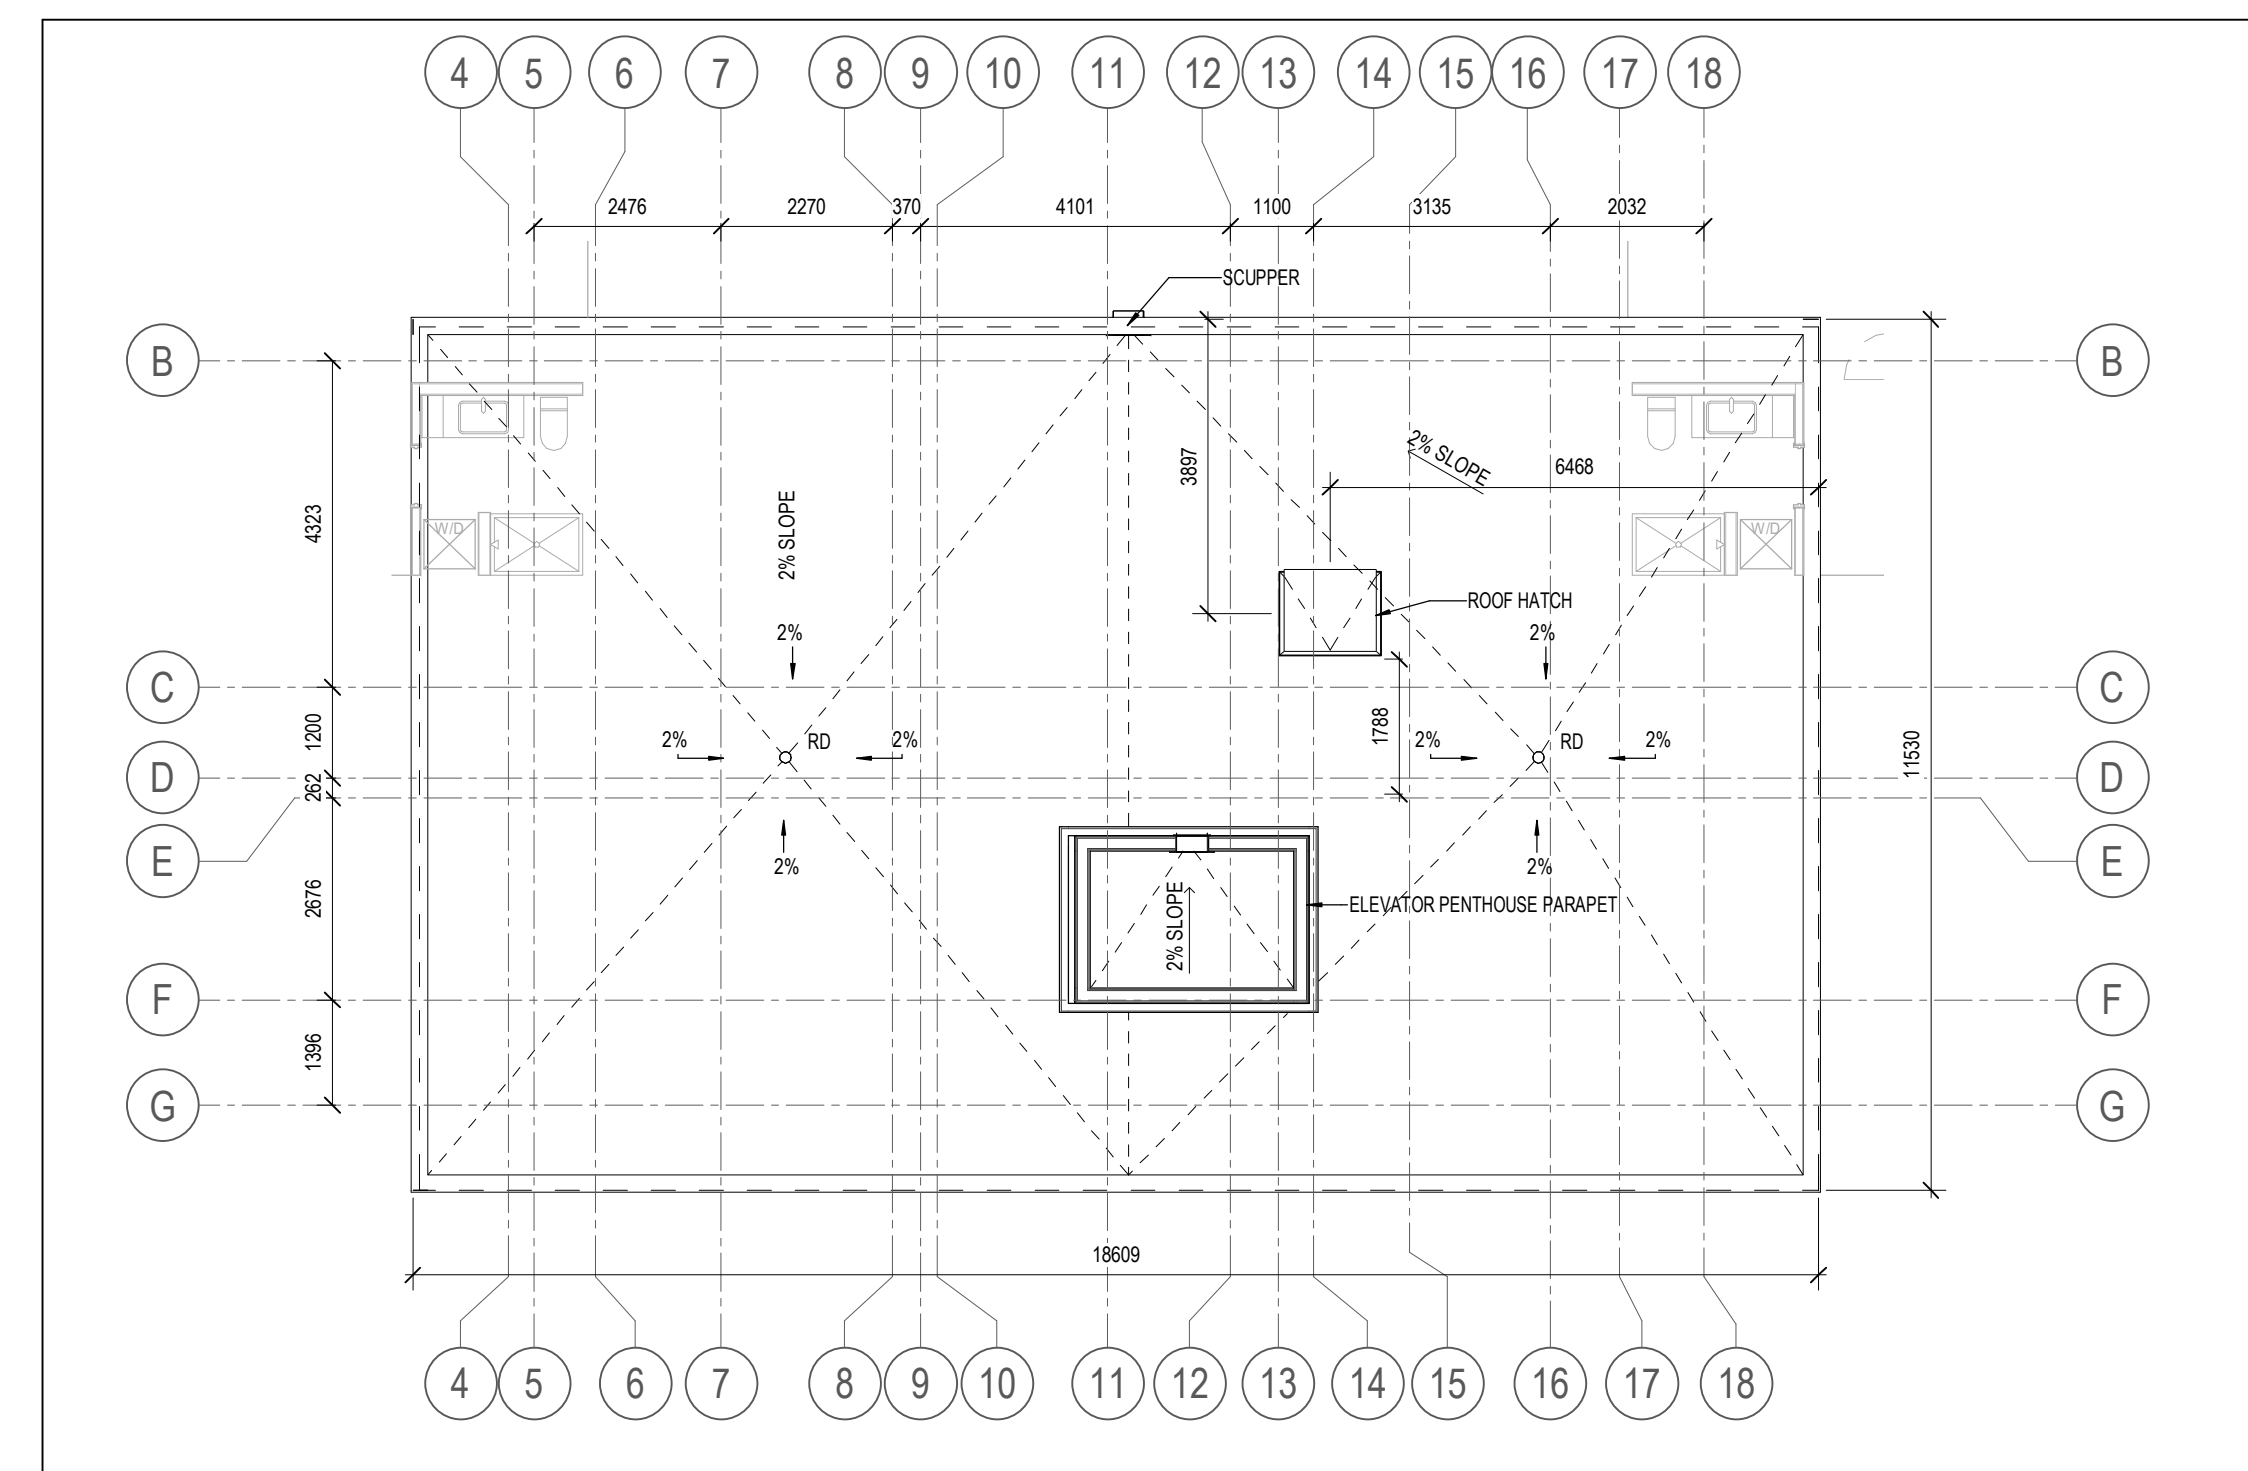 4 5 6 7 8 9 10 11 12 13 14 15 16 17 18
2476 2270 370 4101 1100 3135 2032
SCUPPER
B B
3897
2% SLOPE
6468
4323
2% SLOPE
W/D W/D
ROOF HATCH
2% 2%
C C
1200
1788
2% RD 2% 2% RD 2%
11530
D D
262
E E
2% 2%
2676
ELEVATOR PENTHOUSE PARAPET
2% SLOPE
F F
1396
G G
18609
4 5 6 7 8 9 10 11 12 13 14 15 16 17 18